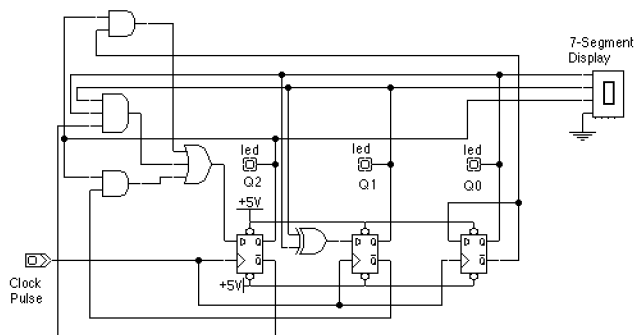 7-Segment
Display
led
Q2
led
Q1
led
Q0
+5V
D Q
Q
D Q
Q
D Q
Q
+5V
Clock
Pulse